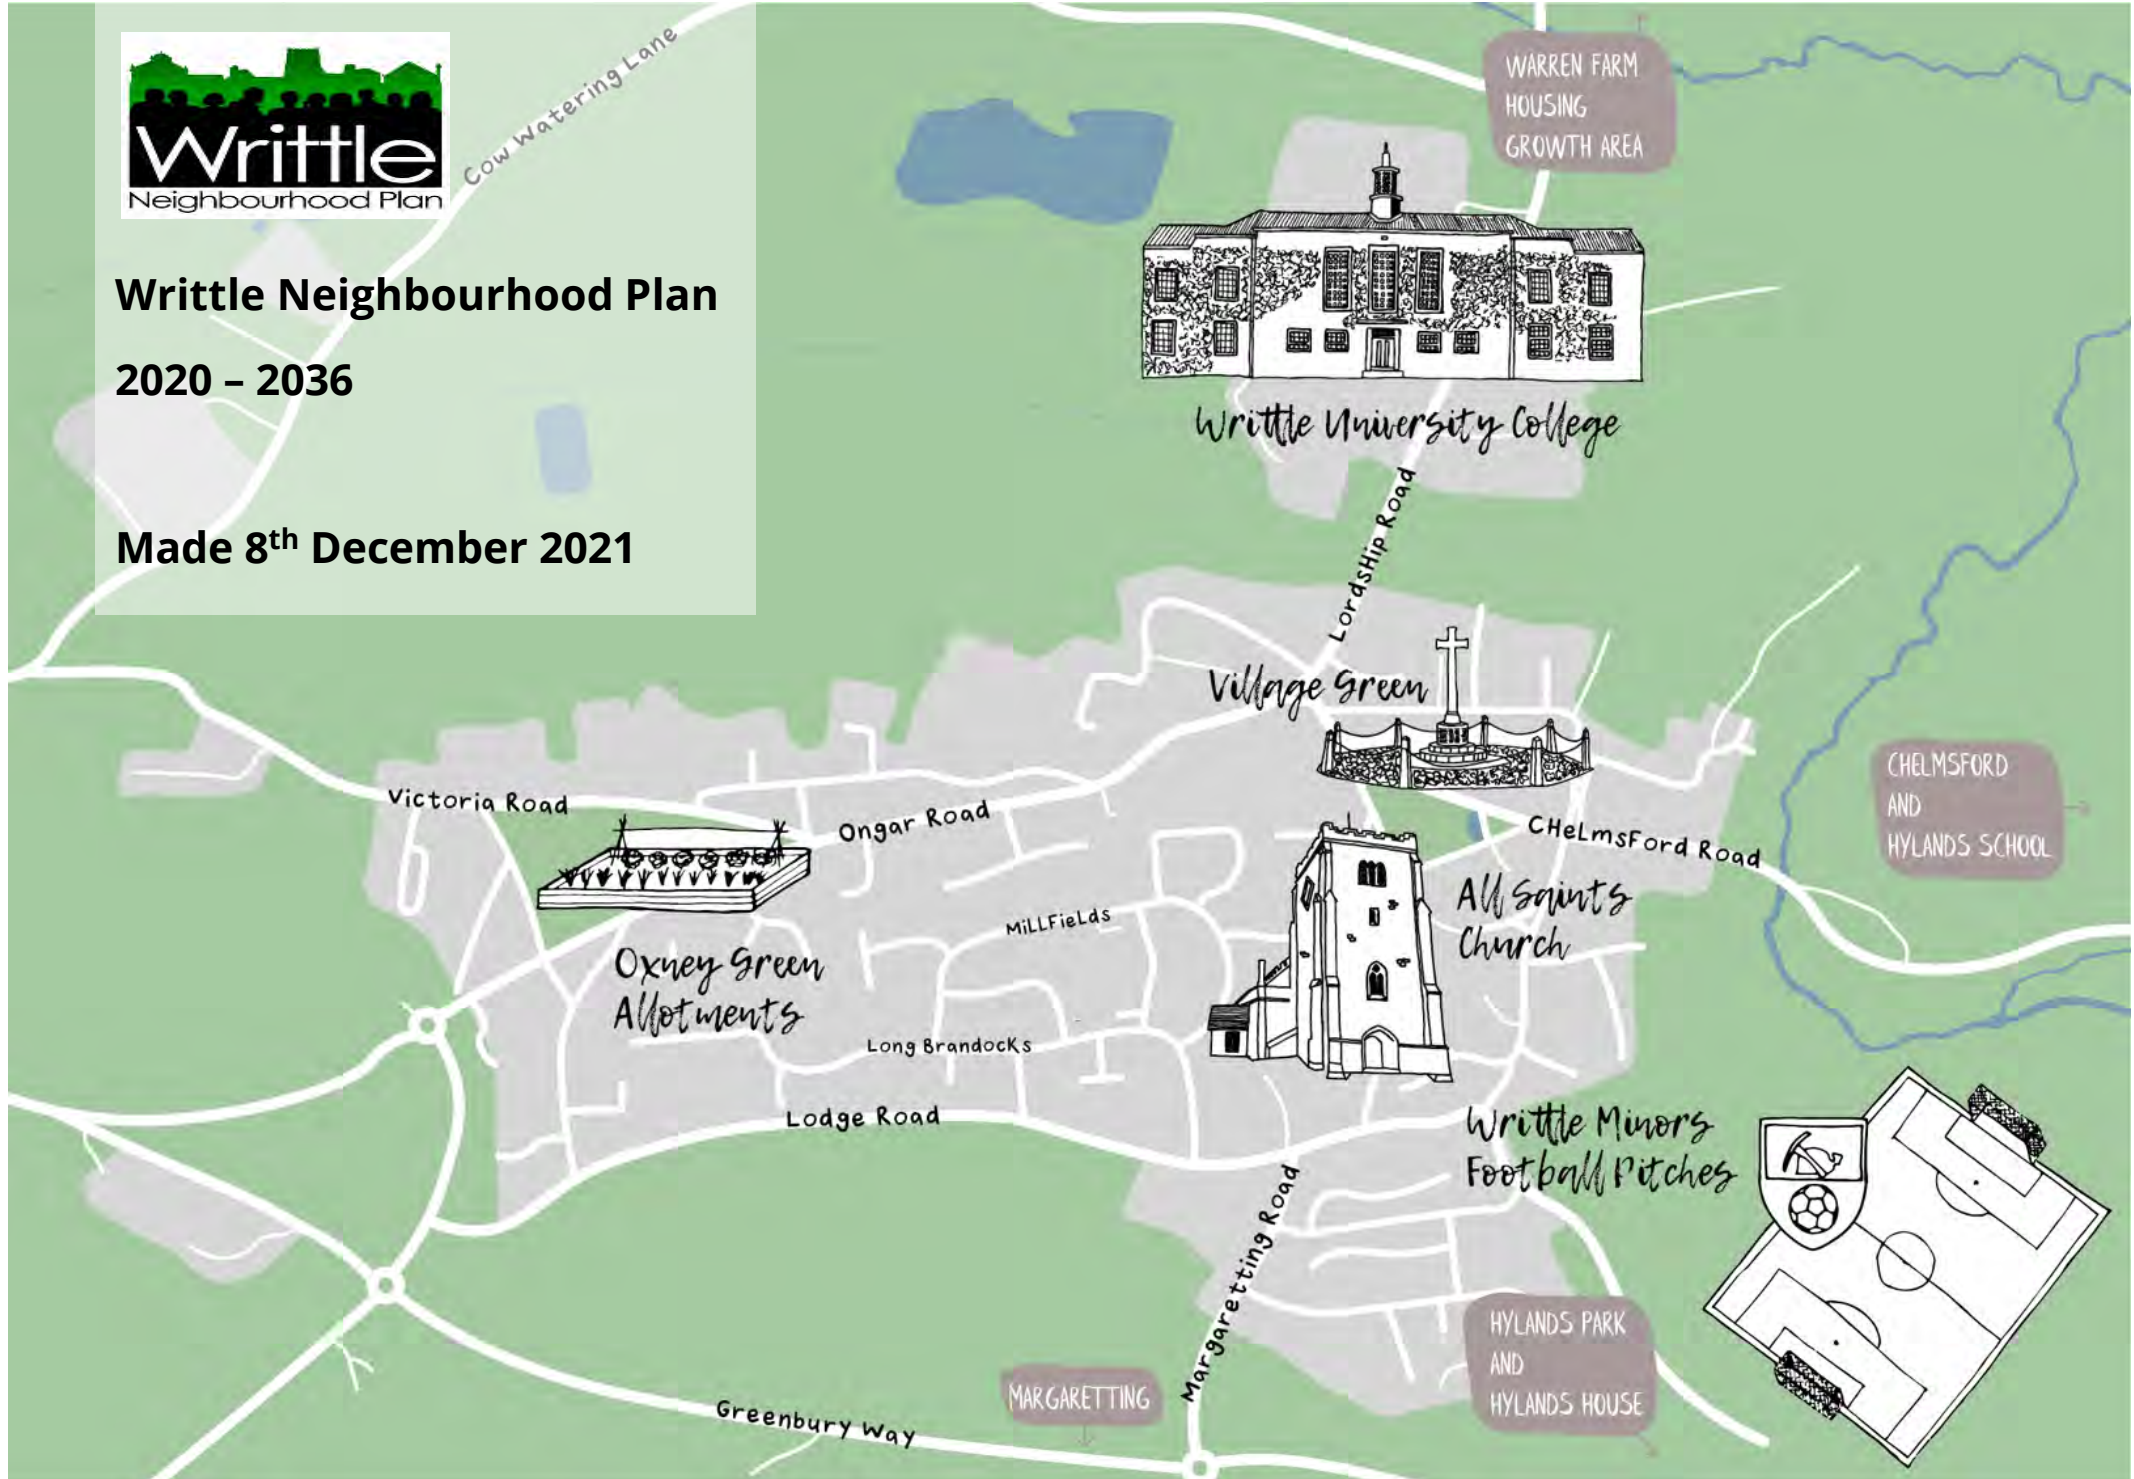 Writtle
Neighbourhood Plan
Writtle Neighbourhood Plan
2020 – 2036
Made 8th December 2021
Cow Watering Lane
WARREN FARM
HOUSING
GROWTH AREA
Writtle University College
Lordship Road
Village Green
Victoria Road
Ongar Road
CHeLmsFord Road
CHELMSFORD
AND
HYLANDS SCHOOL
All Saints
Church
MiLLFieLds
Oxney Green
Allotments
Long BrandocKs
Lodge Road
Writtle Minors
Football Pitches
Margaretting Road
HYLANDS PARK
AND
HYLANDS HOUSE
MARGARETTING
Greenbury Way